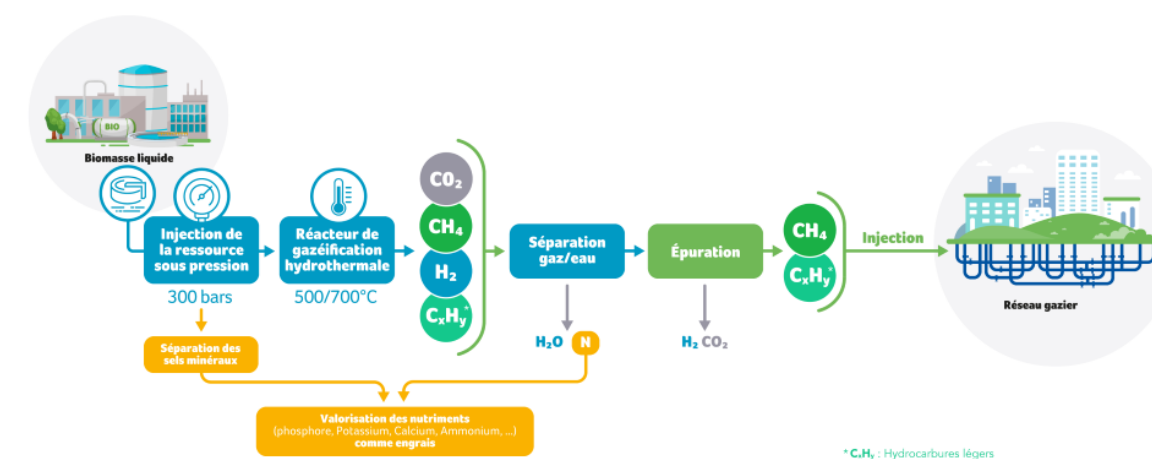 BIO
Biomasse liquide
Injection de
la ressource
sous pression
300 bars
Séparation des
sels minéraux
Réacteur de
gazéification
hydrothermale
500/700°C
CO₂
CH₄
H₂
CₓHᵧ*
Séparation
gaz/eau
H₂O N
Valorisation des nutriments
(phosphore, Potassium, Calcium, Ammonium, ...)
comme engrais
Épuration
H₂ CO₂
CH₄
CₓHᵧ*
Injection
Réseau gazier
* CₓHᵧ : Hydrocarbures légers